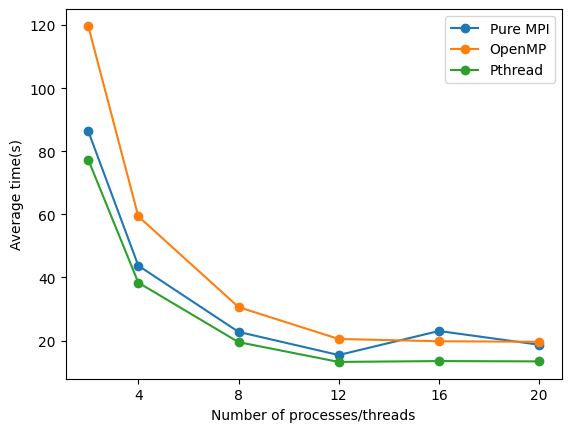 Pure MPI
OpenMP
Pthread
120
100
80
60
40
20
Average time(s)
4 8 12 16 20
Number of processes/threads